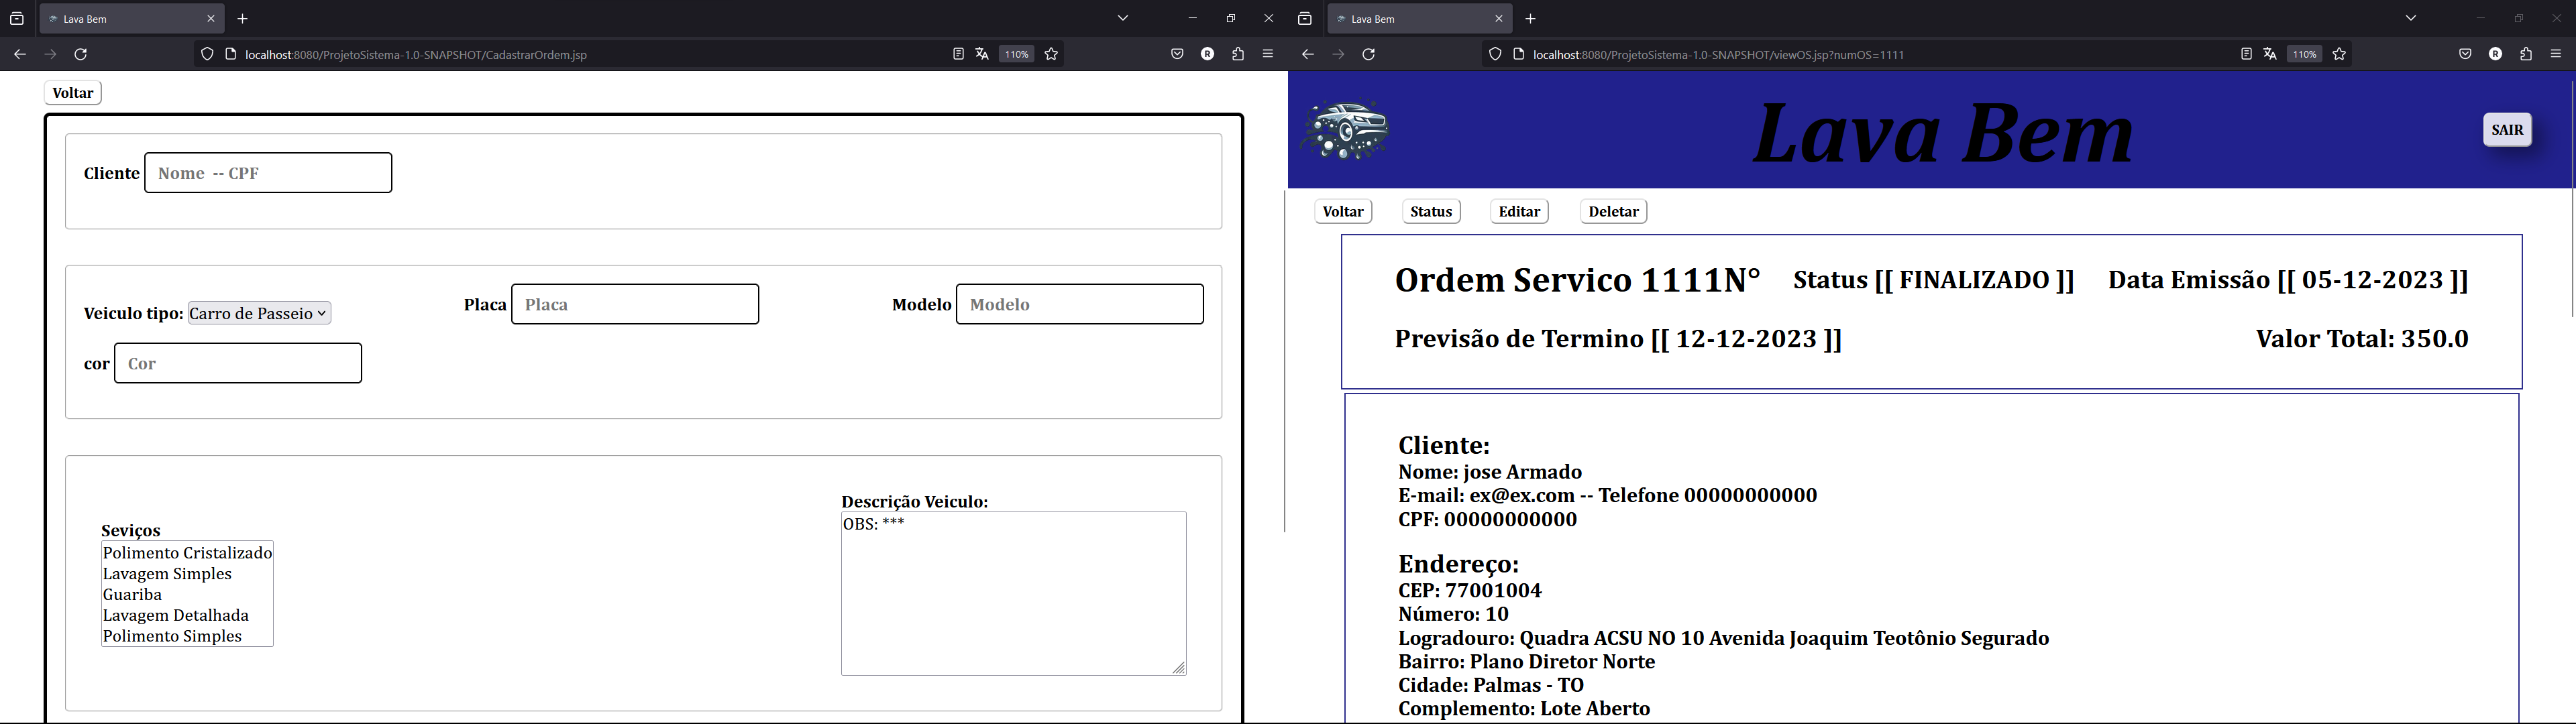 Lava Bem
localhost:8080/ProjetoSistema-1.0-SNAPSHOT/CadastrarOrdem.jsp
110%
R
Voltar
Cliente Nome -- CPF
Veiculo tipo: Carro de Passeio
Placa Placa
Modelo Modelo
cor Cor
Seviços
Polimento Cristalizado
Lavagem Simples
Guariba
Lavagem Detalhada
Polimento Simples
Descrição Veiculo:
OBS: ***
Lava Bem
localhost:8080/ProjetoSistema-1.0-SNAPSHOT/viewOS.jsp?numOS=1111
110%
R
Lava Bem
SAIR
Voltar Status Editar Deletar
Ordem Servico 1111N° Status [[ FINALIZADO ]] Data Emissão [[ 05-12-2023 ]]
Previsão de Termino [[ 12-12-2023 ]] Valor Total: 350.0
Cliente:
Nome: jose Armado
E-mail: ex@ex.com -- Telefone 00000000000
CPF: 00000000000
Endereço:
CEP: 77001004
Número: 10
Logradouro: Quadra ACSU NO 10 Avenida Joaquim Teotônio Segurado
Bairro: Plano Diretor Norte
Cidade: Palmas - TO
Complemento: Lote Aberto